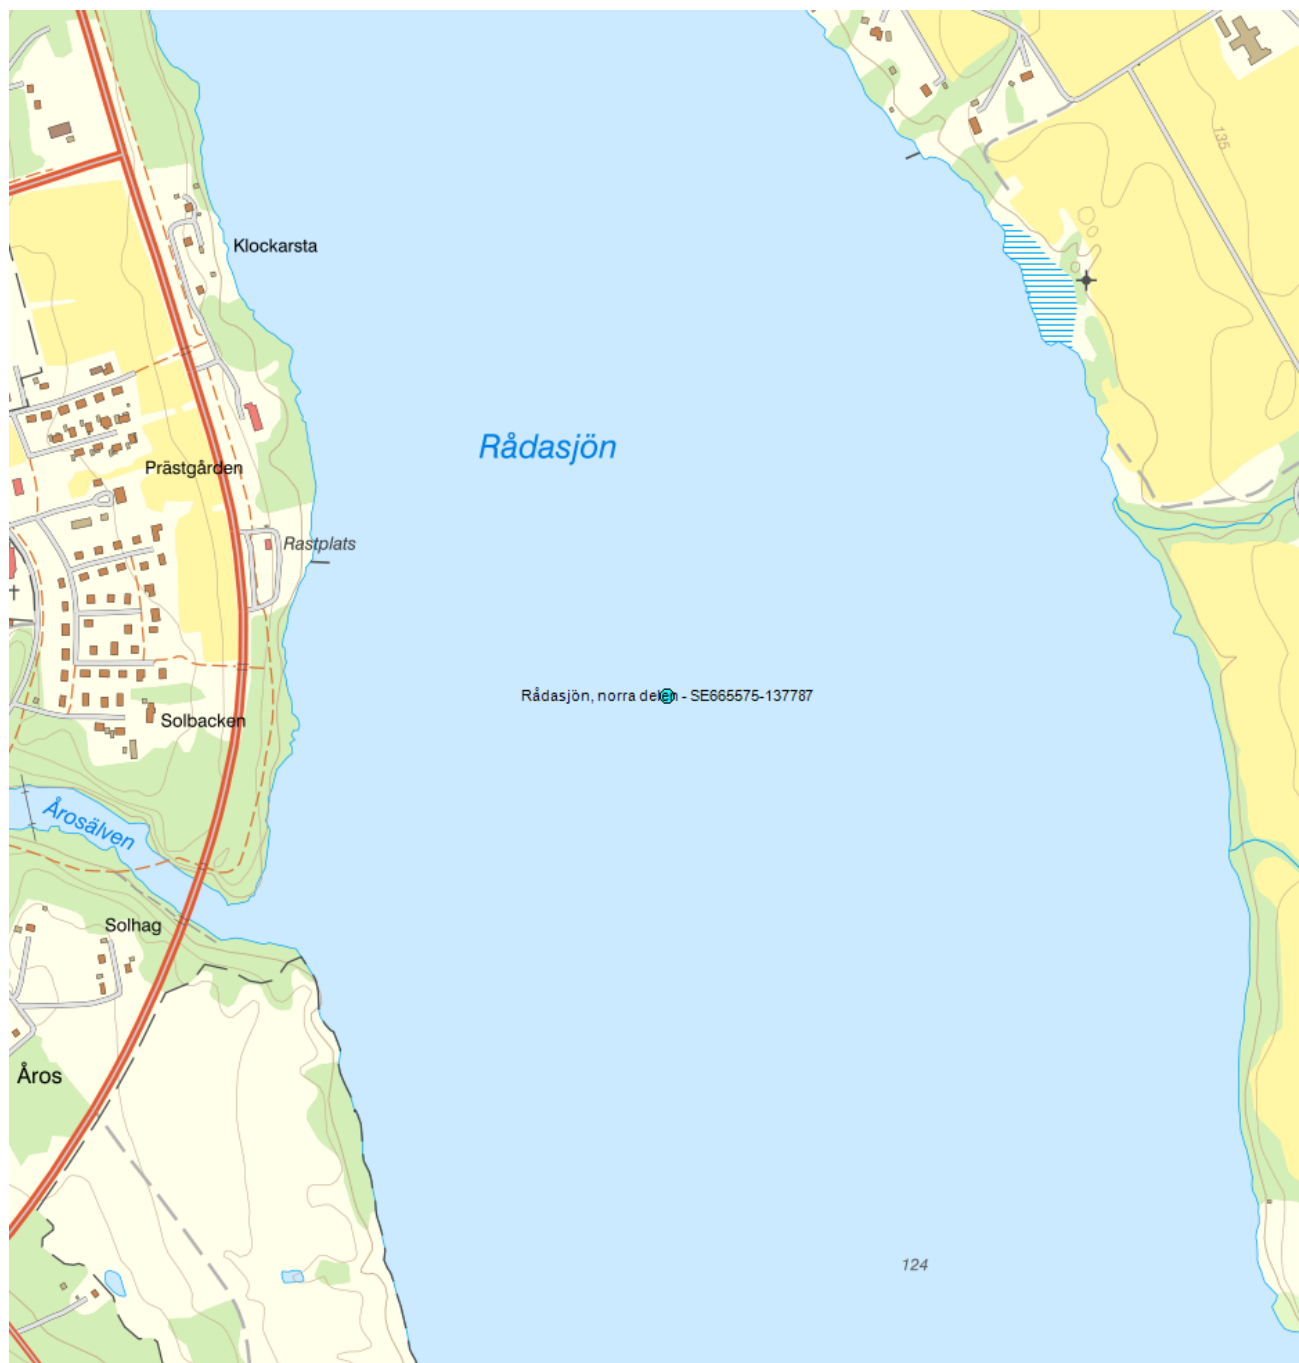 135
Klockarsta
Rådasjön
Prästgården
Rastplats
Rådasjön, norra delen - SE665575-137787
Solbacken
Årosälven
Solhag
Åros
124